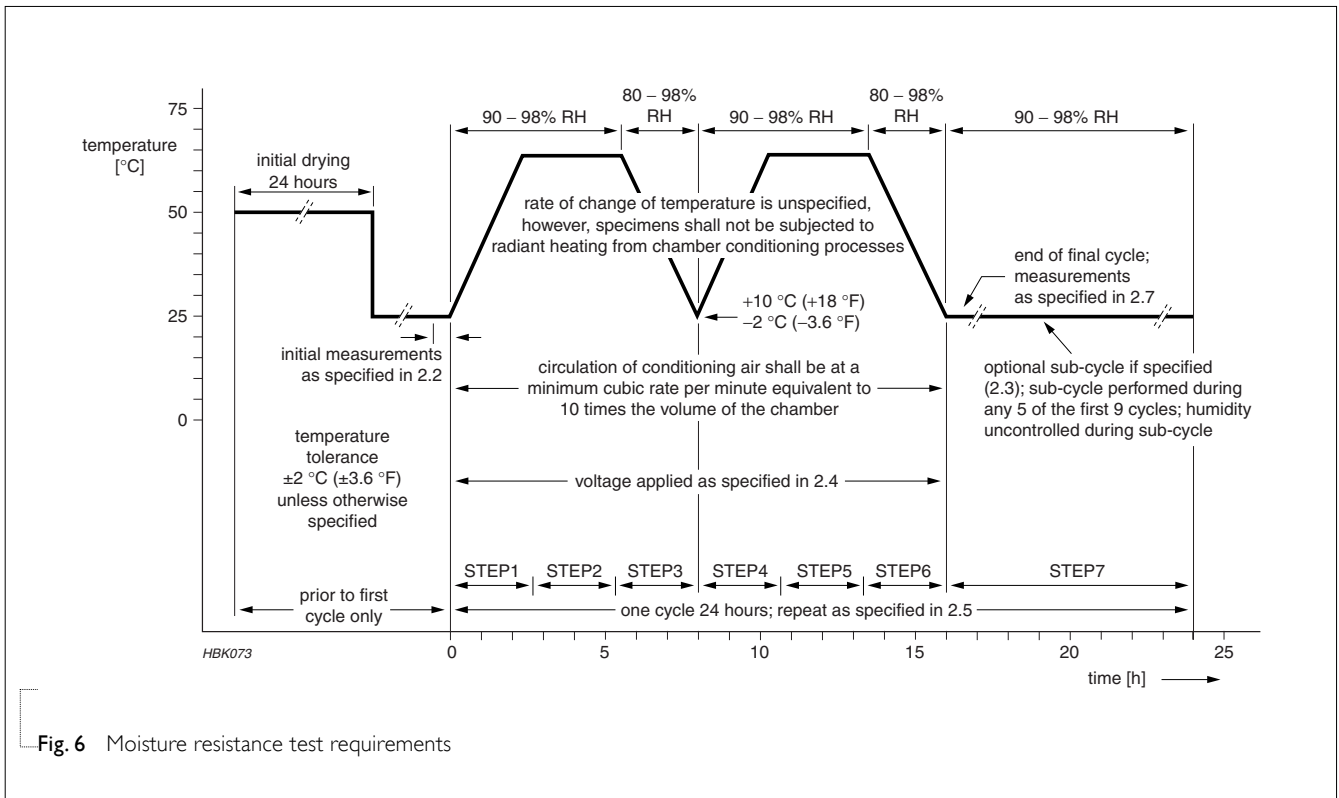 80 – 98%
RH
80 – 98%
RH
90 – 98% RH
90 – 98% RH
90 – 98% RH
75
temperature
[°C]
initial drying
24 hours
50
rate of change of temperature is unspecified,
however, specimens shall not be subjected to
radiant heating from chamber conditioning processes
end of final cycle;
measurements
as specified in 2.7
+10 °C (+18 °F)
−2 °C (−3.6 °F)
25
initial measurements
as specified in 2.2
circulation of conditioning air shall be at a
minimum cubic rate per minute equivalent to
10 times the volume of the chamber
optional sub-cycle if specified
(2.3); sub-cycle performed during
any 5 of the first 9 cycles; humidity
uncontrolled during sub-cycle
0
temperature
tolerance
±2 °C (±3.6 °F)
unless otherwise
specified
voltage applied as specified in 2.4
STEP1 STEP2 STEP3 STEP4 STEP5 STEP6 STEP7
prior to first
cycle only
one cycle 24 hours; repeat as specified in 2.5
HBK073
0 5 10 15 20 25
time [h]
Fig. 6 Moisture resistance test requirements